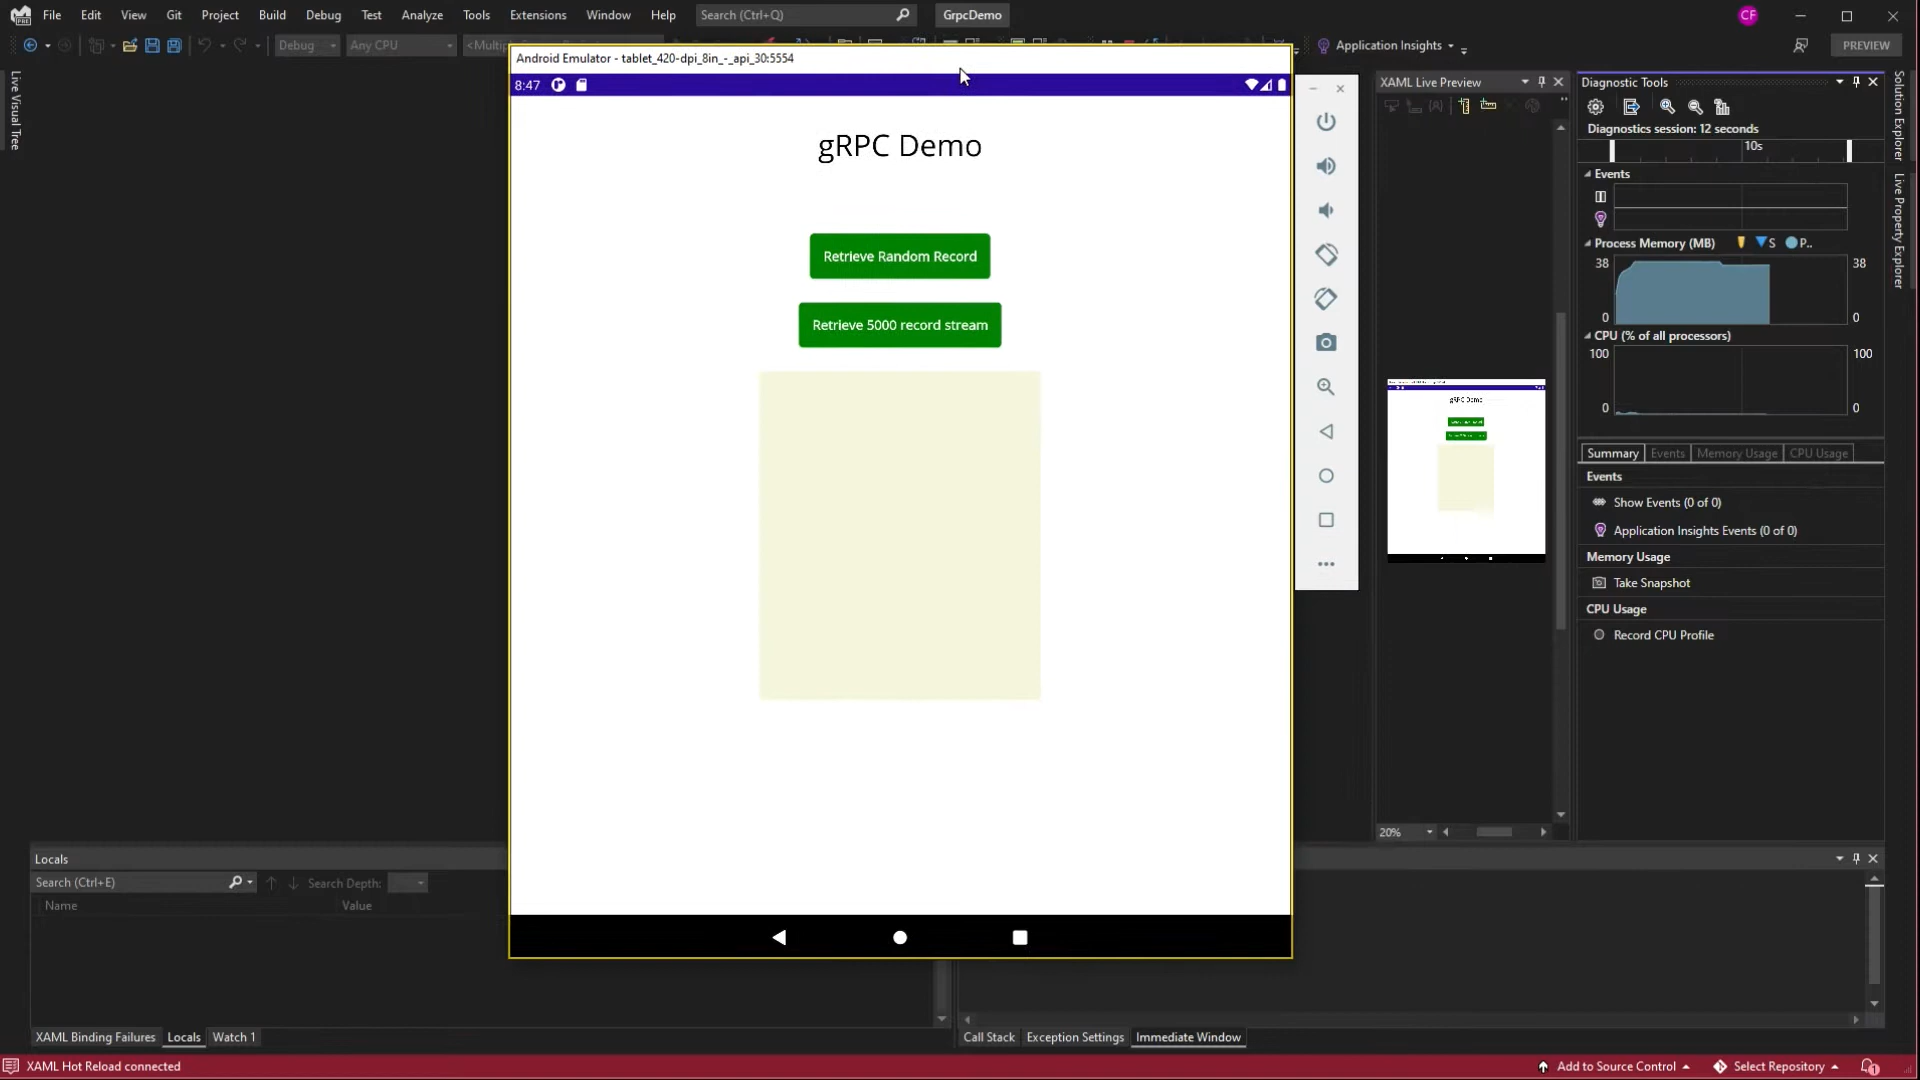 File Edit View Git Project Build Debug Test Analyze Tools Extensions Window Help Search (Ctrl+Q) GrpcDemo CF
Debug Any CPU <Multip Application Insights PREVIEW
Live Visual Tree
Android Emulator - tablet_420-dpi_8in_-_api_30:5554
8:47
gRPC Demo
Retrieve Random Record
Retrieve 5000 record stream
XAML Live Preview
gRPC Demo
20%
Diagnostic Tools
Diagnostics session: 12 seconds
10s
Events
Process Memory (MB) S P..
38 38
0 0
CPU (% of all processors)
100 100
0 0
Summary Events Memory Usage CPU Usage
Events
Show Events (0 of 0)
Application Insights Events (0 of 0)
Memory Usage
Take Snapshot
CPU Usage
Record CPU Profile
Solution Explorer
Live Property Explorer
Locals
Search (Ctrl+E) Search Depth:
Name Value
XAML Binding Failures Locals Watch 1
Call Stack Exception Settings Immediate Window
XAML Hot Reload connected Add to Source Control Select Repository 1